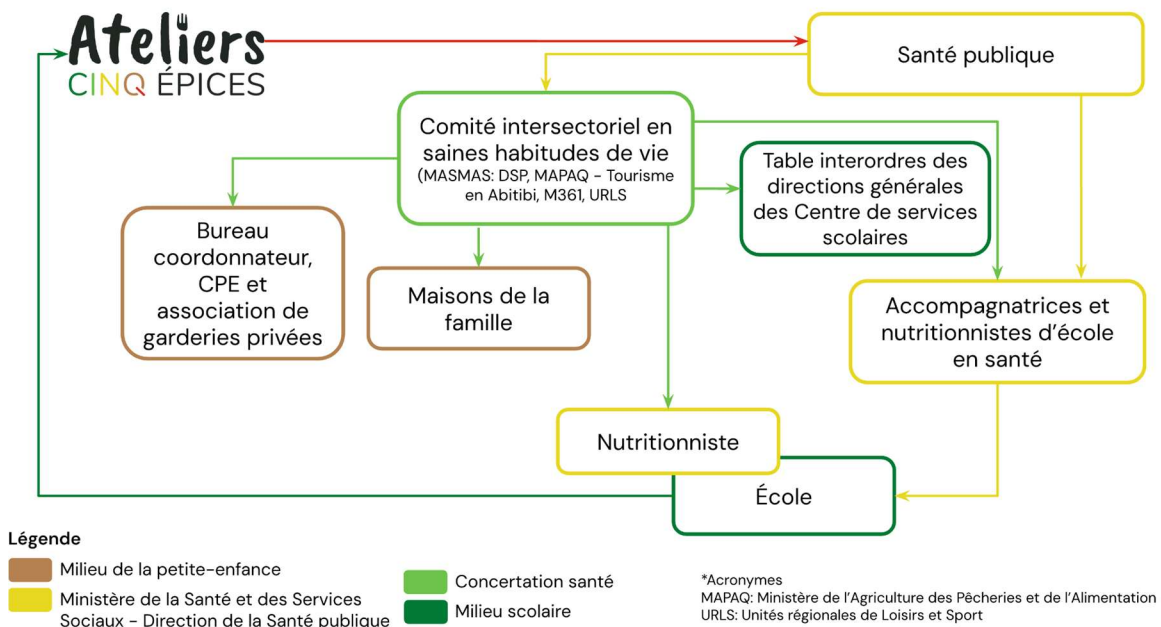 Ateliers
CINQ ÉPICES
Santé publique
Comité intersectoriel en
saines habitudes de vie
(MASMAS: DSP, MAPAQ - Tourisme
en Abitibi, M361, URLS
Table interordres des
directions générales
des Centre de services
scolaires
Bureau
coordonnateur,
CPE et
association de
garderies privées
Maisons de la
famille
Accompagnatrices et
nutritionnistes d'école
en santé
Nutritionniste
École
Légende
Milieu de la petite-enfance
Ministère de la Santé et des Services
Sociaux - Direction de la Santé publique
Concertation santé
Milieu scolaire
*Acronymes
MAPAQ: Ministère de l'Agriculture des Pêcheries et de l'Alimentation
URLS: Unités régionales de Loisirs et Sport